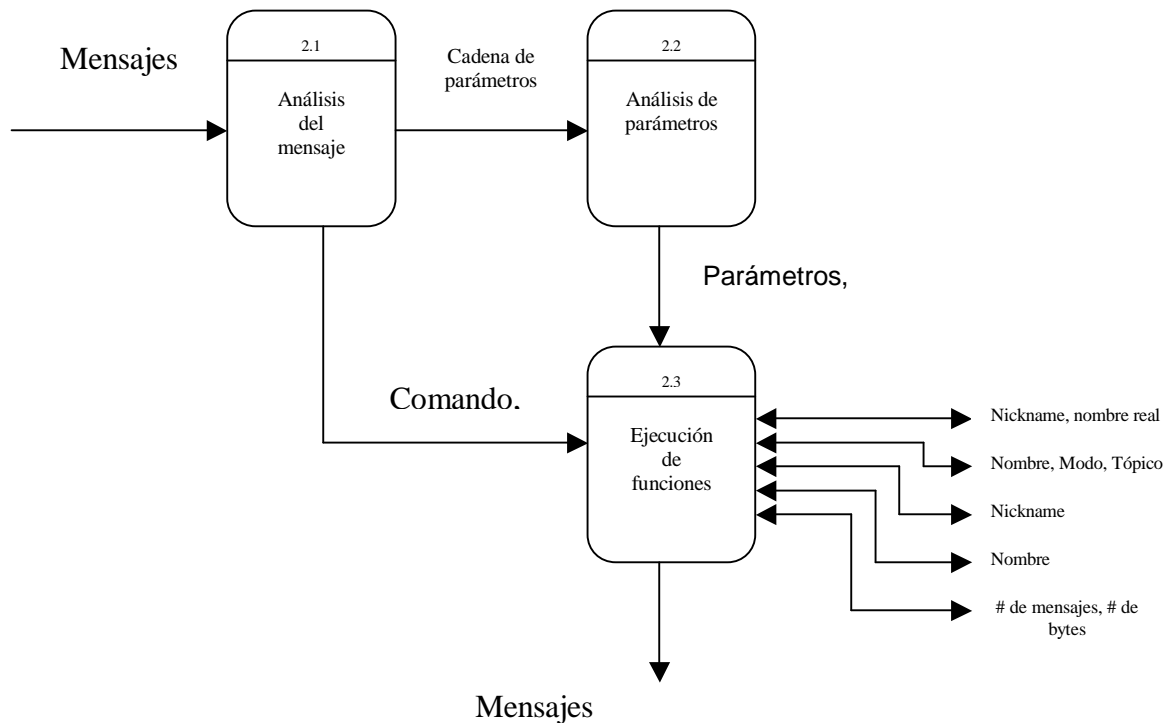 Mensajes
2.1
Análisis
del
mensaje
Cadena de
parámetros
2.2
Análisis de
parámetros
Parámetros,
Comando.
2.3
Ejecución
de
funciones
Nickname, nombre real
Nombre, Modo, Tópico
Nickname
Nombre
# de mensajes, # de
bytes
Mensajes